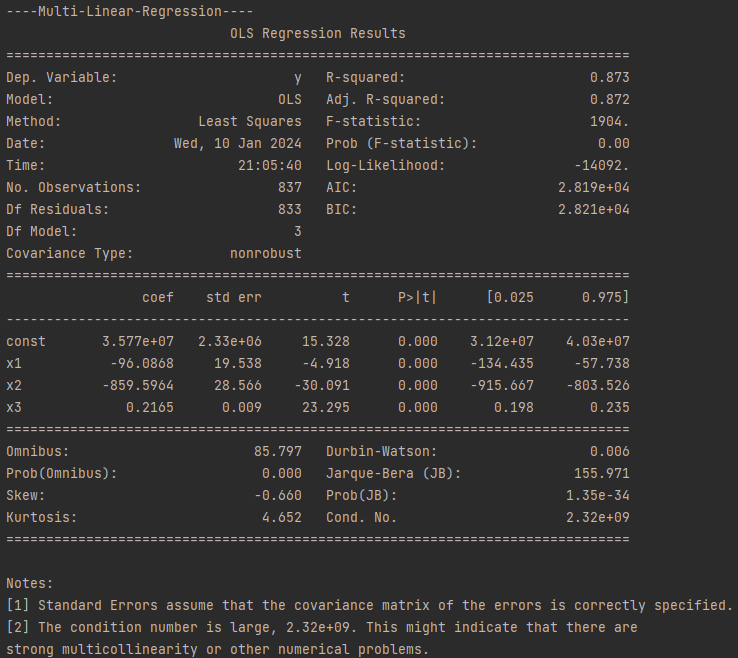 ----Multi-Linear-Regression----
                            OLS Regression Results
==============================================================================
Dep. Variable:                      y   R-squared:                       0.873
Model:                            OLS   Adj. R-squared:                  0.872
Method:                 Least Squares   F-statistic:                     1904.
Date:                Wed, 10 Jan 2024   Prob (F-statistic):               0.00
Time:                        21:05:40   Log-Likelihood:                -14092.
No. Observations:                 837   AIC:                         2.819e+04
Df Residuals:                     833   BIC:                         2.821e+04
Df Model:                           3
Covariance Type:            nonrobust
==============================================================================
                 coef    std err          t      P>|t|      [0.025      0.975]
------------------------------------------------------------------------------
const       3.577e+07   2.33e+06     15.328      0.000    3.12e+07    4.03e+07
x1           -96.0868     19.538     -4.918      0.000    -134.435     -57.738
x2          -859.5964     28.566    -30.091      0.000    -915.667    -803.526
x3             0.2165      0.009     23.295      0.000       0.198       0.235
==============================================================================
Omnibus:                       85.797   Durbin-Watson:                   0.006
Prob(Omnibus):                  0.000   Jarque-Bera (JB):              155.971
Skew:                          -0.660   Prob(JB):                     1.35e-34
Kurtosis:                       4.652   Cond. No.                     2.32e+09
==============================================================================

Notes:
[1] Standard Errors assume that the covariance matrix of the errors is correctly specified.
[2] The condition number is large, 2.32e+09. This might indicate that there are
strong multicollinearity or other numerical problems.